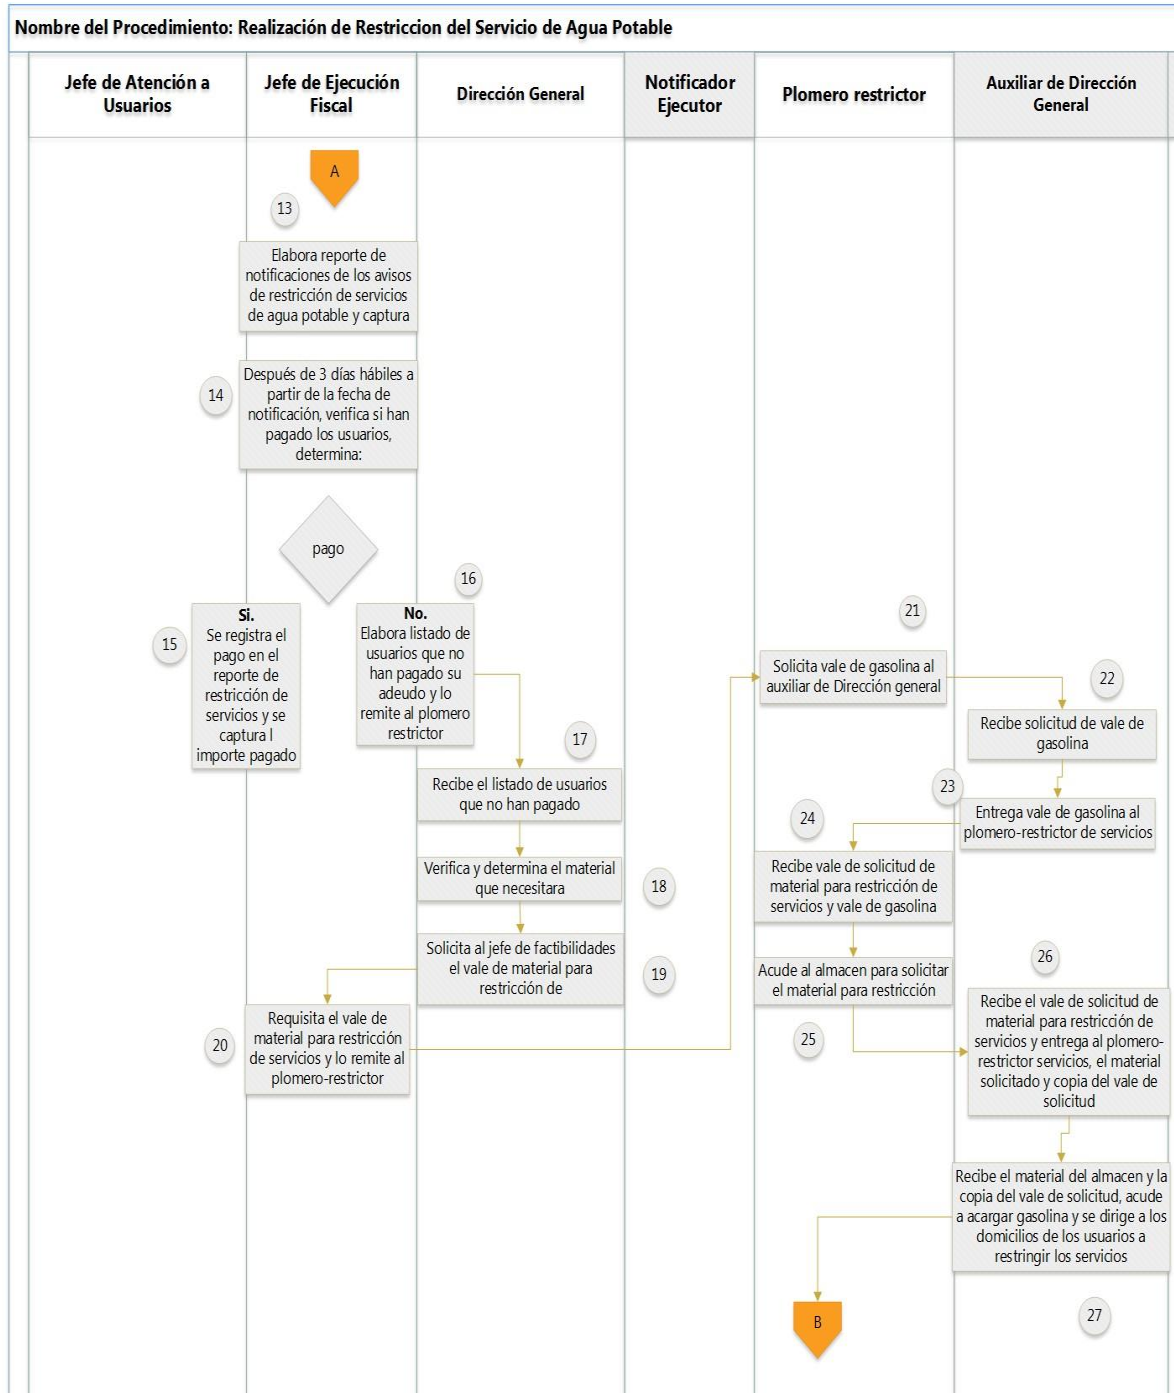 Nombre del Procedimiento: Realización de Restriccion del Servicio de Agua Potable
Jefe de Atención a
Usuarios
Jefe de Ejecución
Fiscal
Dirección General
Notificador
Ejecutor
Plomero restrictor
Auxiliar de Dirección
General
A
13
Elabora reporte de
notificaciones de los avisos
de restricción de servicios
de agua potable y captura
14
Después de 3 días hábiles a
partir de la fecha de
notificación, verifica si han
pagado los usuarios,
determina:
pago
15
Si.
Se registra el
pago en el
reporte de
restricción de
servicios y se
captura l
importe pagado
16
No.
Elabora listado de
usuarios que no
han pagado su
adeudo y lo
remite al plomero
restrictor
17
Recibe el listado de usuarios
que no han pagado
Verifica y determina el material
que necesitara
18
Solicita al jefe de factibilidades
el vale de material para
restricción de
19
20
Requisita el vale de
material para restricción
de servicios y lo remite al
plomero-restrictor
21
Solicita vale de gasolina al
auxiliar de Dirección general
22
Recibe solicitud de vale de
gasolina
23
Entrega vale de gasolina al
plomero-restrictor de servicios
24
Recibe vale de solicitud de
material para restricción de
servicios y vale de gasolina
Acude al almacen para solicitar
el material para restricción
25
26
Recibe el vale de solicitud de
material para restricción de
servicios y entrega al plomero-
restrictor servicios, el material
solicitado y copia del vale de
solicitud
Recibe el material del almacen y la
copia del vale de solicitud, acude
a acargar gasolina y se dirige a los
domicilios de los usuarios a
restringir los servicios
27
B